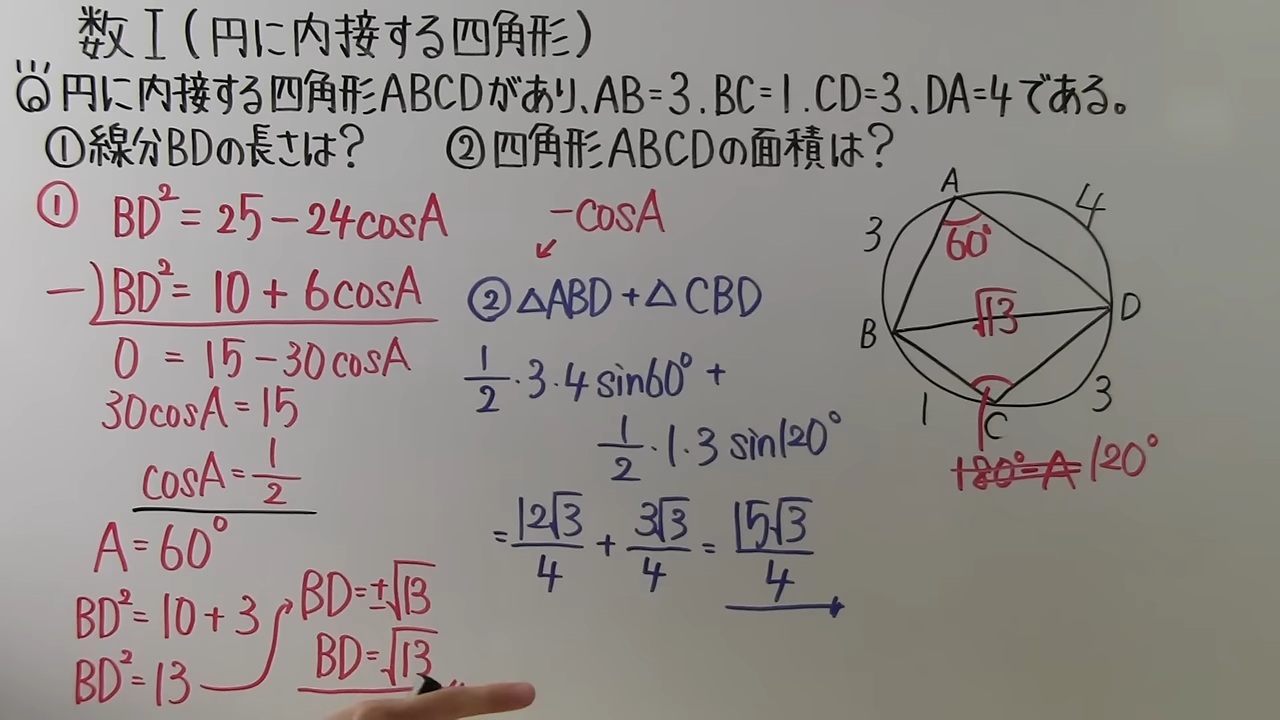 数Ⅰ(円に内接する四角形)
Q 円に内接する四角形ABCDがあり、AB=3、BC=1、CD=3、DA=4である。
①線分BDの長さは? ②四角形ABCDの面積は?
① BD²=25-24cosA
-)BD²=10+6cosA
0=15-30cosA
30cosA=15
cosA=1/2
A=60°
BD²=10+3
BD²=13
BD=±√13
BD=√13
-cosA
②△ABD+△CBD
1/2・3・4sin60°+
1/2・1・3sin120°
=12√3/4+3√3/4=15√3/4
A
4
3
60°
√13
D
B
1
C
3
180°-A 120°